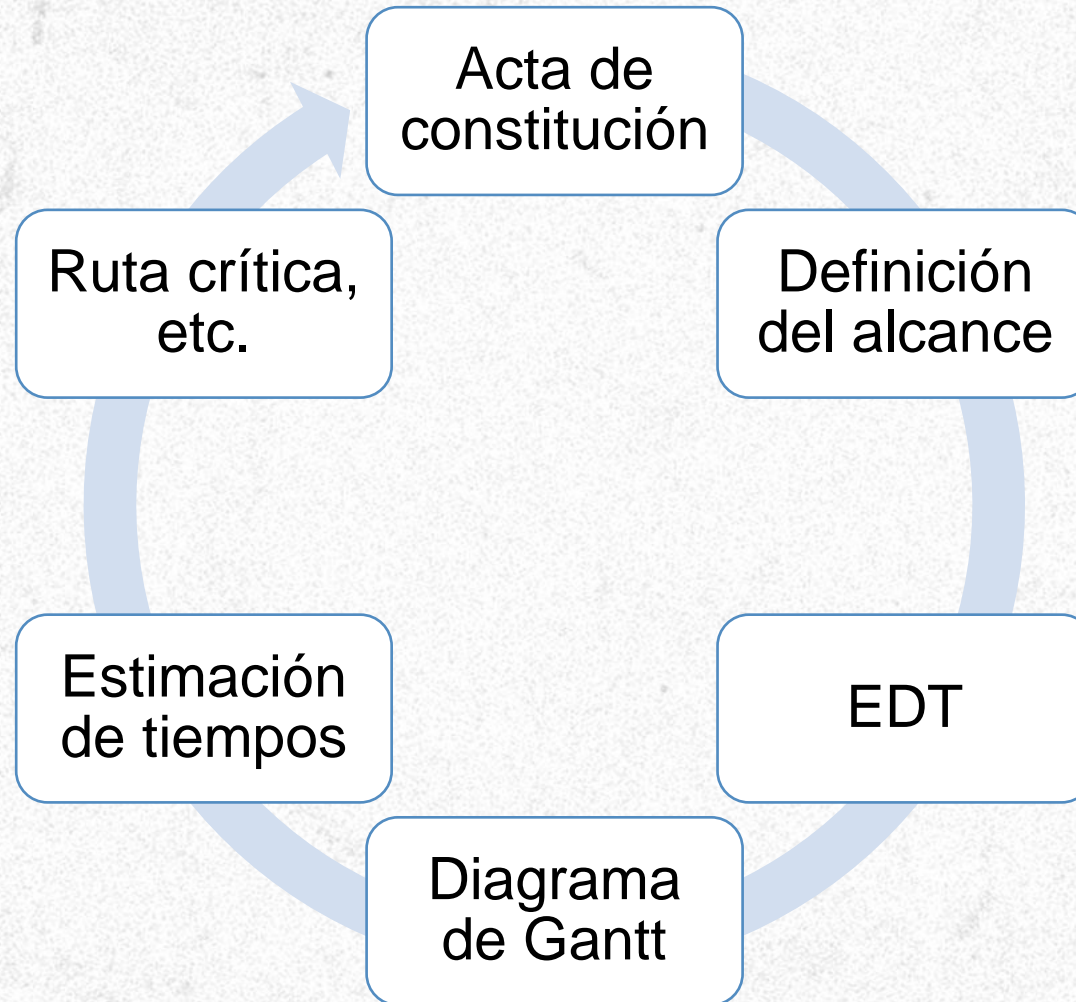 Acta de
constitución
Definición
del alcance
EDT
Diagrama
de Gantt
Estimación
de tiempos
Ruta crítica,
etc.